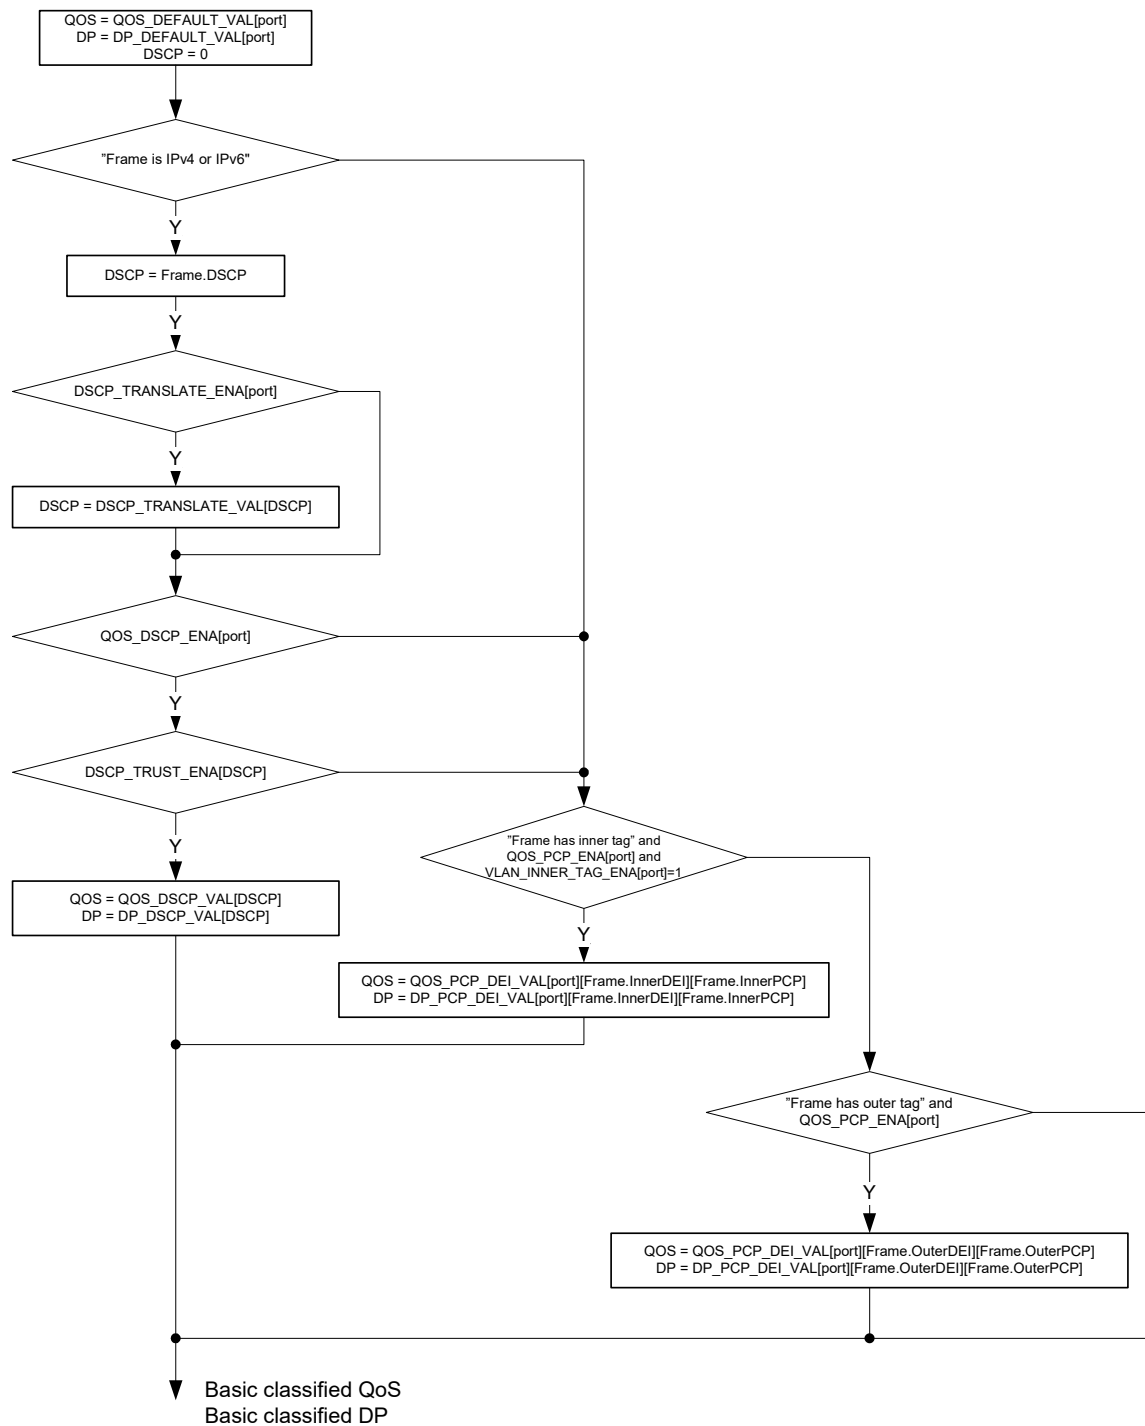 QOS = QOS_DEFAULT_VAL[port]
DP = DP_DEFAULT_VAL[port]
DSCP = 0
”Frame is IPv4 or IPv6"
Y
DSCP = Frame.DSCP
Y
DSCP_TRANSLATE_ENA[port]
Y
DSCP = DSCP_TRANSLATE_VAL[DSCP]
QOS_DSCP_ENA[port]
Y
DSCP_TRUST_ENA[DSCP]
Y
QOS = QOS_DSCP_VAL[DSCP]
DP = DP_DSCP_VAL[DSCP]
”Frame has inner tag” and
QOS_PCP_ENA[port] and
VLAN_INNER_TAG_ENA[port]=1
Y
QOS = QOS_PCP_DEI_VAL[port][Frame.InnerDEI][Frame.InnerPCP]
DP = DP_PCP_DEI_VAL[port][Frame.InnerDEI][Frame.InnerPCP]
”Frame has outer tag” and
QOS_PCP_ENA[port]
Y
QOS = QOS_PCP_DEI_VAL[port][Frame.OuterDEI][Frame.OuterPCP]
DP = DP_PCP_DEI_VAL[port][Frame.OuterDEI][Frame.OuterPCP]
Basic classified QoS
Basic classified DP